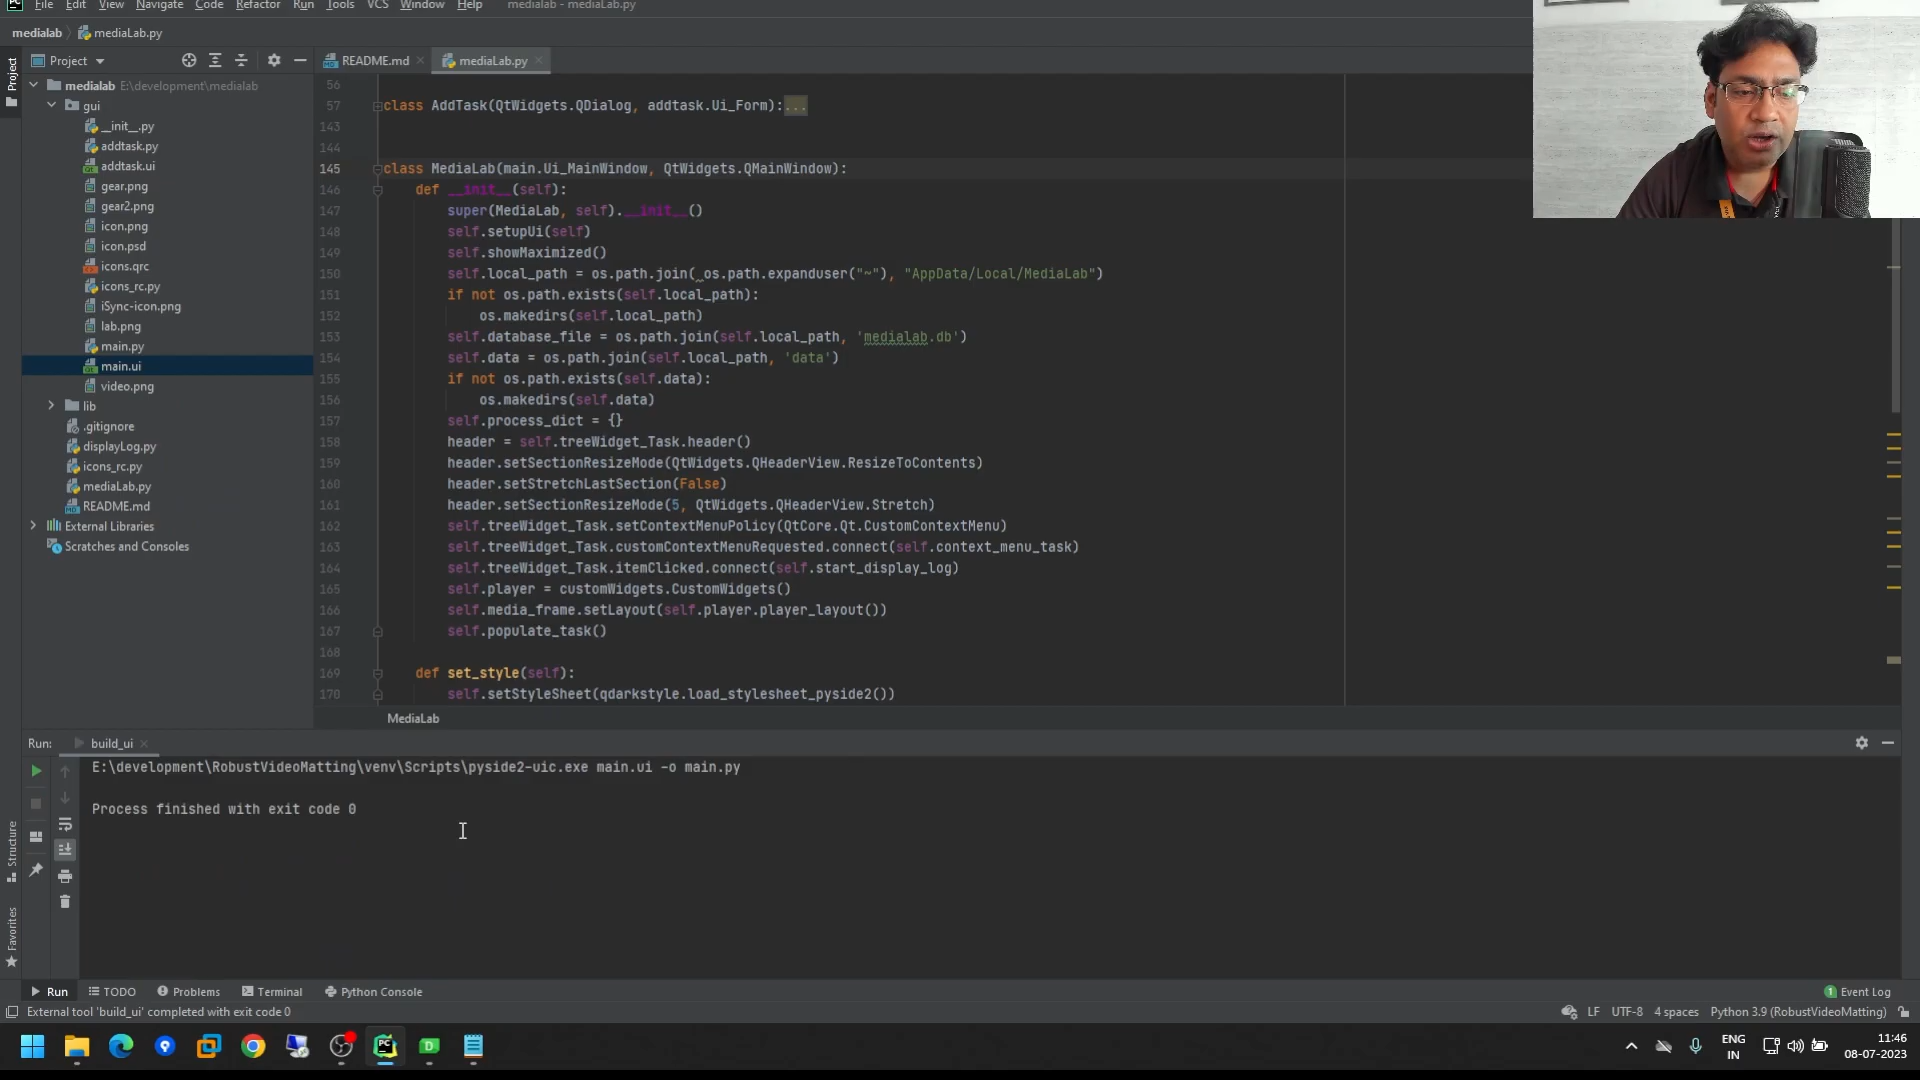 File Edit View Navigate Code Refactor Run Tools VCS Window Help medialab - mediaLab.py
medialab mediaLab.py
Project
README.md
mediaLab.py
Project
medialab E:\development\medialab
gui
__init__.py
addtask.py
addtask.ui
gear.png
gear2.png
icon.png
icon.psd
icons.qrc
icons_rc.py
iSync-icon.png
lab.png
main.py
main.ui
video.png
lib
.gitignore
displayLog.py
icons_rc.py
mediaLab.py
README.md
External Libraries
Scratches and Consoles
56
57 class AddTask(QtWidgets.QDialog, addtask.Ui_Form):...
143
144
145 class MediaLab(main.Ui_MainWindow, QtWidgets.QMainWindow):
146 def __init__(self):
147 super(MediaLab, self).__init__()
148 self.setupUi(self)
149 self.showMaximized()
150 self.local_path = os.path.join( os.path.expanduser("~"), "AppData/Local/MediaLab")
151 if not os.path.exists(self.local_path):
152 os.makedirs(self.local_path)
153 self.database_file = os.path.join(self.local_path, 'medialab.db')
154 self.data = os.path.join(self.local_path, 'data')
155 if not os.path.exists(self.data):
156 os.makedirs(self.data)
157 self.process_dict = {}
158 header = self.treeWidget_Task.header()
159 header.setSectionResizeMode(QtWidgets.QHeaderView.ResizeToContents)
160 header.setStretchLastSection(False)
161 header.setSectionResizeMode(5, QtWidgets.QHeaderView.Stretch)
162 self.treeWidget_Task.setContextMenuPolicy(QtCore.Qt.CustomContextMenu)
163 self.treeWidget_Task.customContextMenuRequested.connect(self.context_menu_task)
164 self.treeWidget_Task.itemClicked.connect(self.start_display_log)
165 self.player = customWidgets.CustomWidgets()
166 self.media_frame.setLayout(self.player.player_layout())
167 self.populate_task()
168
169 def set_style(self):
170 self.setStyleSheet(qdarkstyle.load_stylesheet_pyside2())
MediaLab
Run: build_ui
E:\development\RobustVideoMatting\venv\Scripts\pyside2-uic.exe main.ui -o main.py
Process finished with exit code 0
Structure
Favorites
Run TODO Problems Terminal Python Console
1 Event Log
External tool 'build_ui' completed with exit code 0
LF UTF-8 4 spaces Python 3.9 (RobustVideoMatting)
PC
D
ENG
IN
11:46
08-07-2023